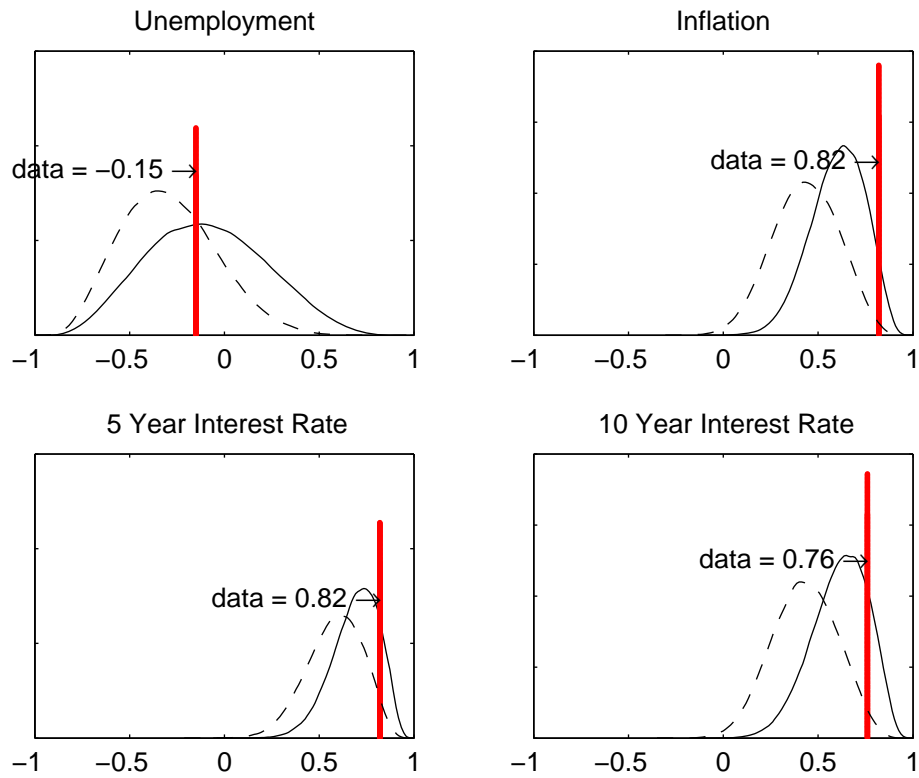 Unemployment
data = −0.15
−1 −0.5 0 0.5 1
Inflation
data = 0.82
−1 −0.5 0 0.5 1
5 Year Interest Rate
data = 0.82
−1 −0.5 0 0.5 1
10 Year Interest Rate
data = 0.76
−1 −0.5 0 0.5 1